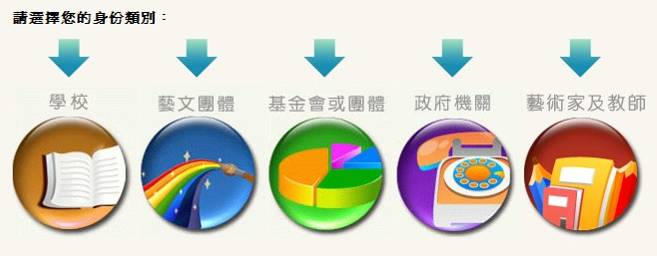 請選擇您的身份類別：
學校
藝文團體
基金會或團體
政府機關
藝術家及教師